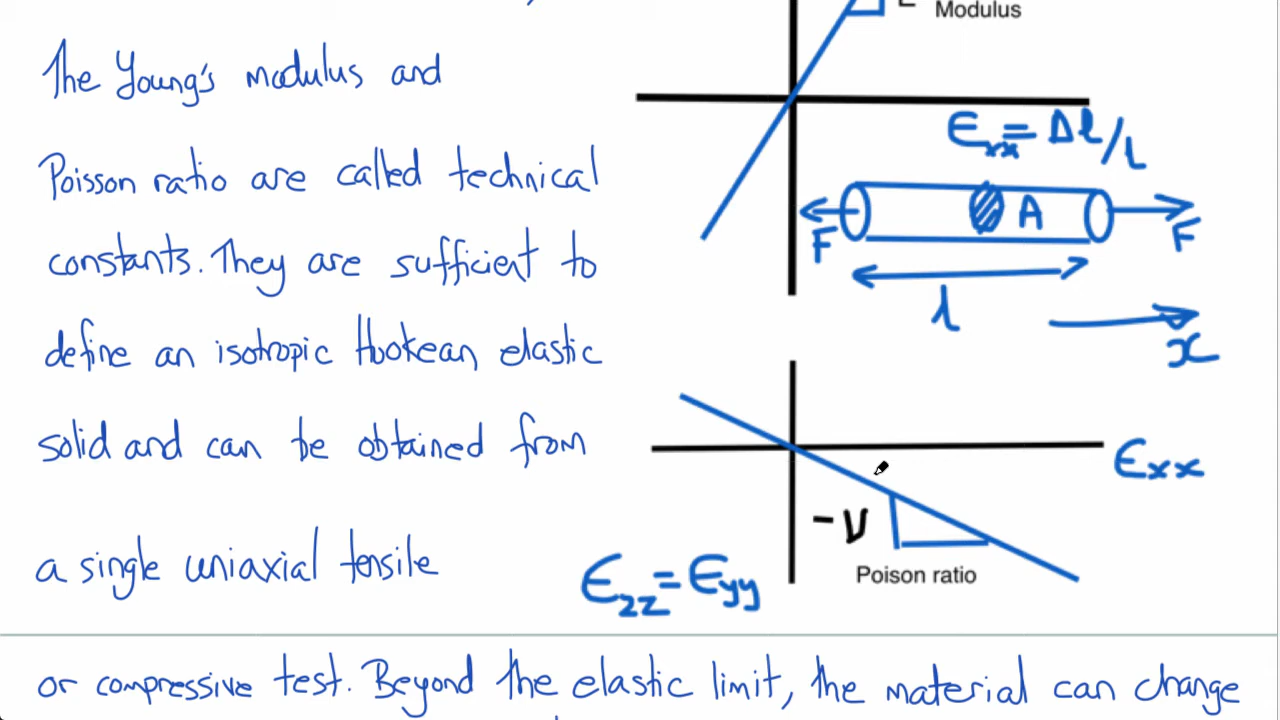 The Young's modulus and
Poisson ratio are called technical
constants. They are sufficient to
define an isotropic Hookean elastic
solid and can be obtained from
a single uniaxial tensile
or compressive test. Beyond the elastic limit, the material can change
E
Modulus
ϵxx = Δl/l
A
F
F
l
x
ϵxx
-ν
Poison ratio
ϵzz = ϵyy